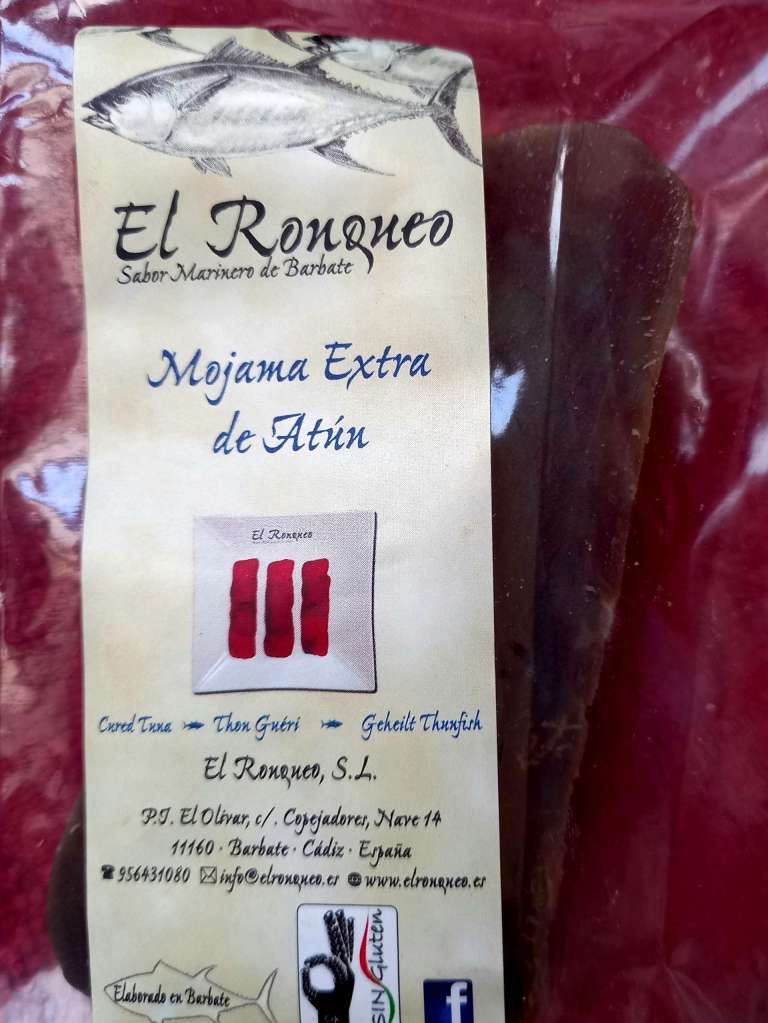 El Ronqueo
Sabor Marinero de Barbate
Mojama Extra
de Atún
El Ronqueo
Cured Tuna Thon Guéri Geheilt Thunfish
El Ronqueo, S.L.
P.I. El Olivar, c/. Copejadores, Nave 14
11160 · Barbate · Cádiz · España
956431080 info@elronqueo.es www.elronqueo.es
Elaborado en Barbate
SIN Gluten
f